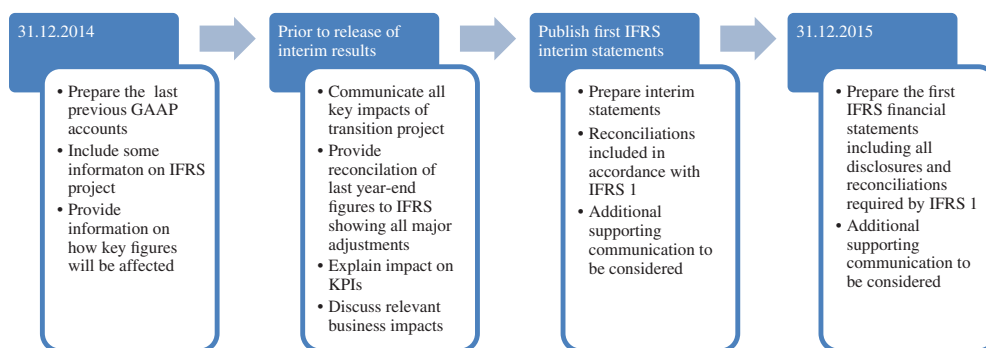 31.12.2014
• Prepare the last
previous GAAP
accounts
• Include some
informaton on IFRS
project
• Provide
information on
how key figures
will be affected
Prior to release of
interim results
• Communicate all
key impacts of
transition project
• Provide
reconcilation of
last year-end
figures to IFRS
showing all major
adjustments
• Explain impact on
KPIs
• Discuss relevant
business impacts
Publish first IFRS
interim statements
• Prepare interim
statements
• Reconciliations
included in
accordance with
IFRS 1
• Additional
supporting
communication to
be considered
31.12.2015
• Prepare the first
IFRS financial
statements
including all
disclosures and
reconciliations
required by IFRS 1
• Additional
supporting
communication to
be considered